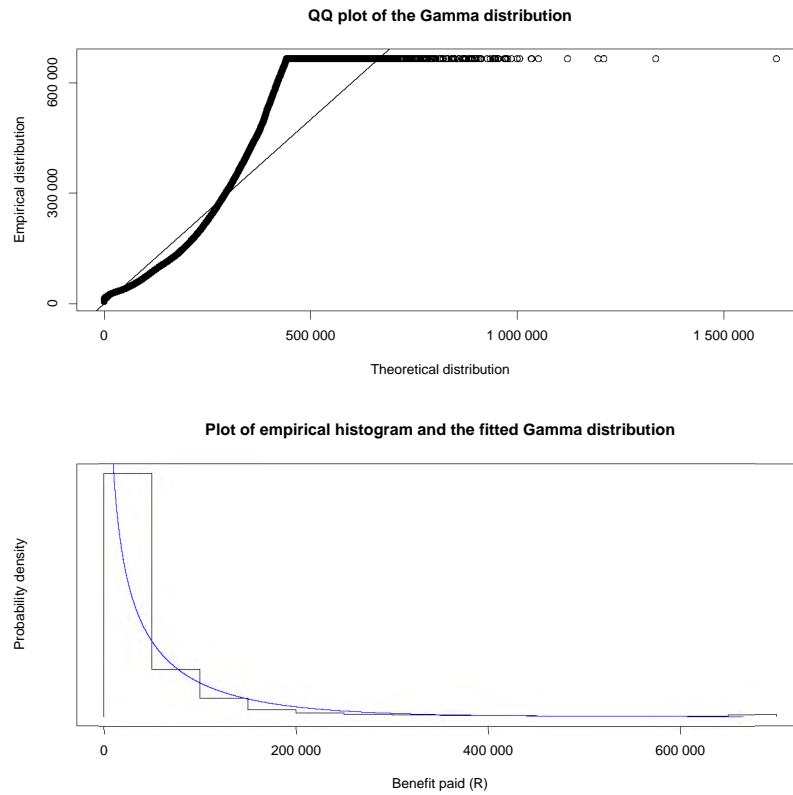 QQ plot of the Gamma distribution
Empirical distribution
600 000
300 000
0
0
500 000
1 000 000
1 500 000
Theoretical distribution
Plot of empirical histogram and the fitted Gamma distribution
Probability density
0
200 000
400 000
600 000
Benefit paid (R)